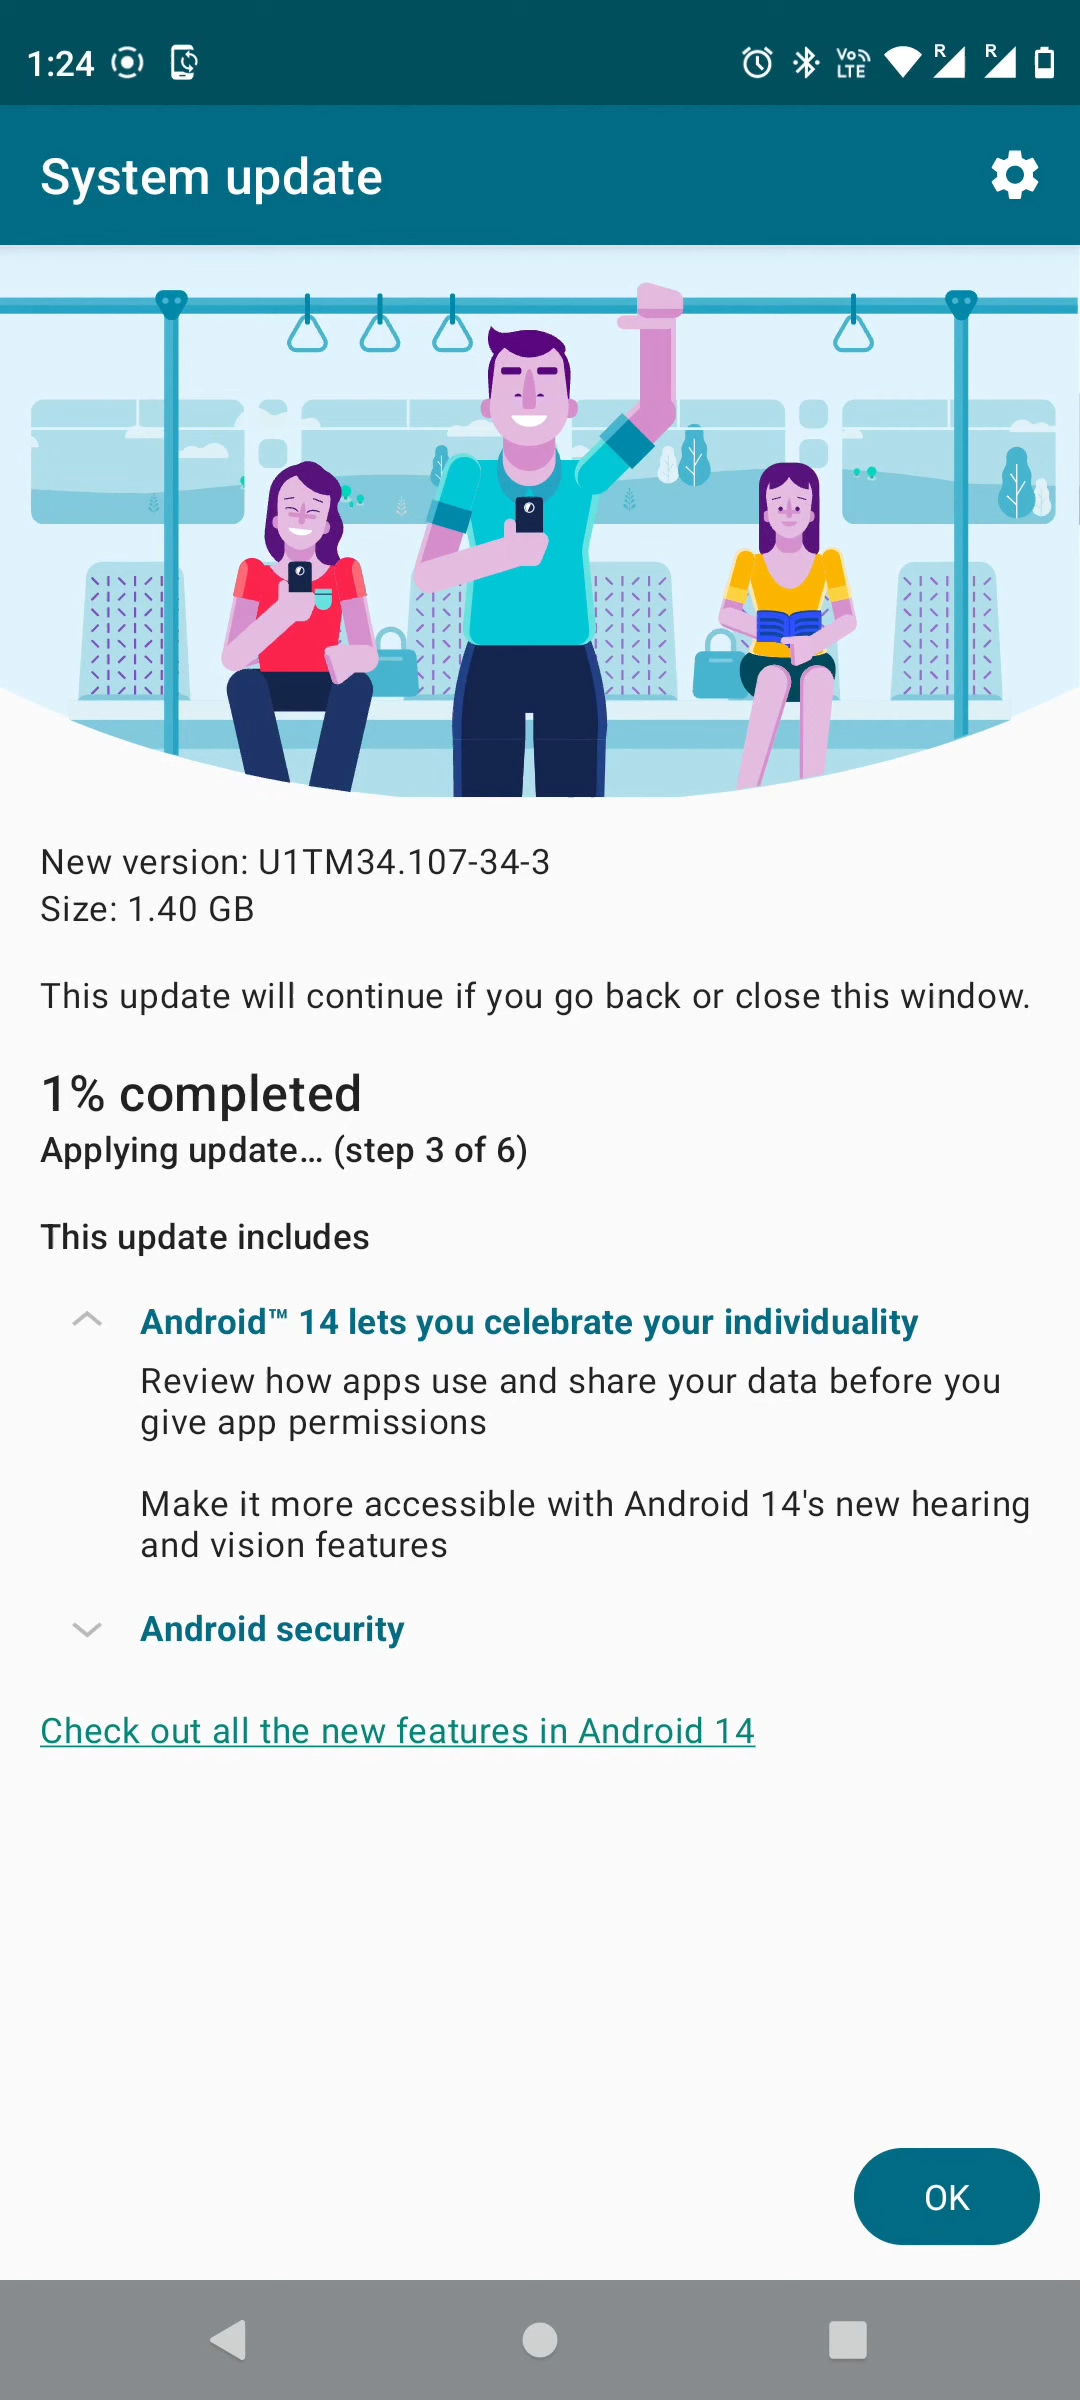 1:24
Vo LTE R R
System update
New version: U1TM34.107-34-3
Size: 1.40 GB
This update will continue if you go back or close this window.
1% completed
Applying update… (step 3 of 6)
This update includes
Android™ 14 lets you celebrate your individuality
Review how apps use and share your data before you
give app permissions
Make it more accessible with Android 14's new hearing
and vision features
Android security
Check out all the new features in Android 14
OK